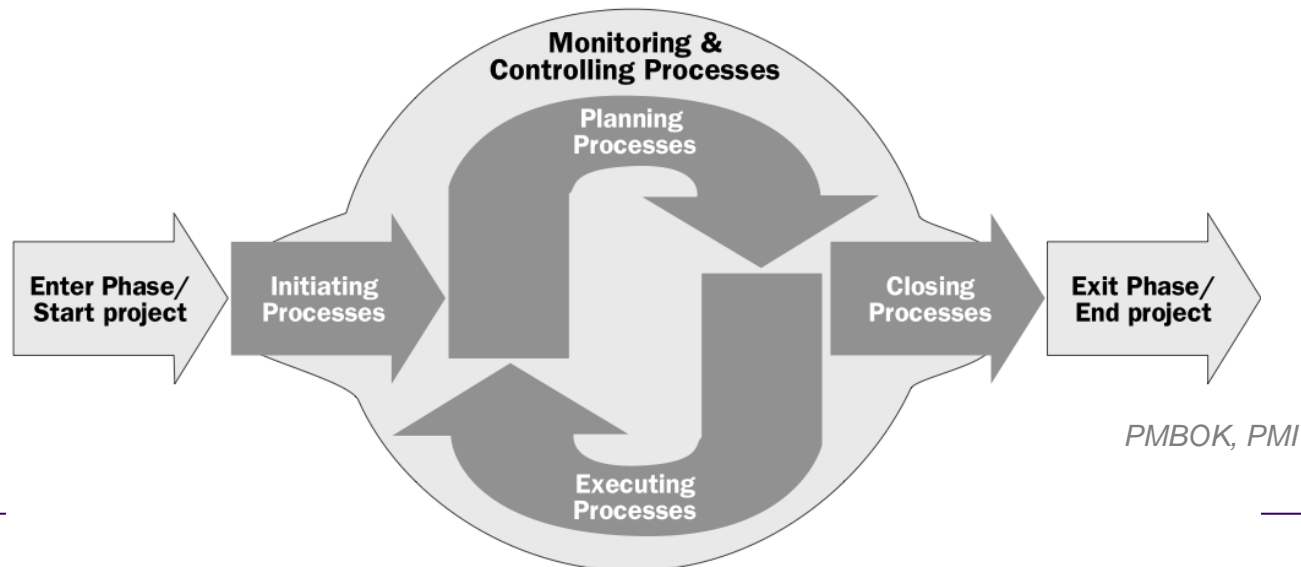 Monitoring &
Controlling Processes
Planning
Processes
Enter Phase/
Start project
Initiating
Processes
Closing
Processes
Exit Phase/
End project
Executing
Processes
PMBOK, PMI